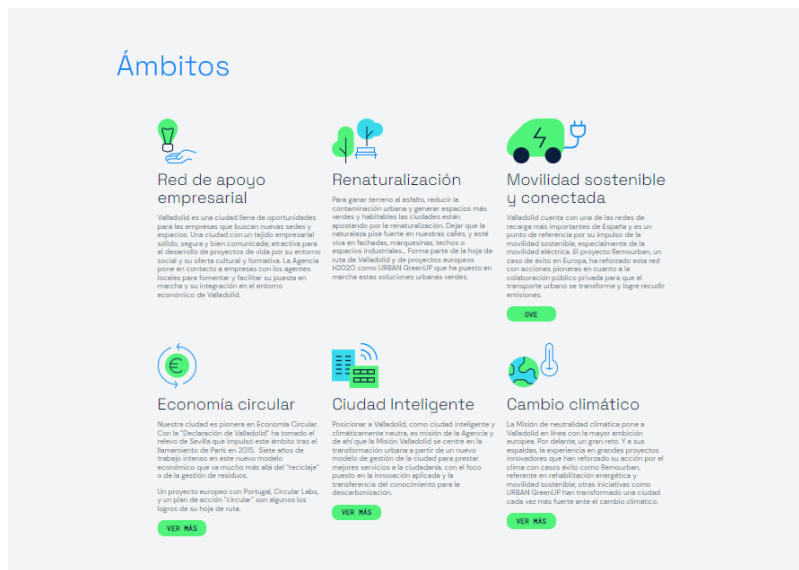 Ámbitos
Red de apoyo
empresarial
Valladolid es una ciudad llena de oportunidades
para las empresas que buscan nuevas sedes y
espacios. Una ciudad con un tejido empresarial
sólido, segura y bien comunicada; atractiva para
el desarrollo de proyectos de vida por su entorno
social y su oferta cultural y formativa. La Agencia
pone en contacto a empresas con los agentes
locales para fomentar y facilitar su puesta en
marcha y su integración en el entorno
económico de Valladolid.
Renaturalización
Para ganar terreno al asfalto, reducir la
contaminación urbana y generar espacios más
verdes y habitables las ciudades están
apostando por la renaturalización. Dejar que la
naturaleza pise fuerte en nuestras calles, y esté
viva en fachadas, marquesinas, techos o
espacios industriales... Forma parte de la hoja de
ruta de Valladolid y de proyectos europeos
H2020 como URBAN GreenUP que ha puesto en
marcha estas soluciones urbanas verdes.
Movilidad sostenible
y conectada
Valladolid cuenta con una de las redes de
recarga más importantes de España y es un
punto de referencia por su impulso de la
movilidad sostenible, especialmente de la
movilidad eléctrica. El proyecto Remourban, un
caso de éxito en Europa, ha reforzado esta red
con acciones pioneras en cuanto a la
colaboración público privada para que el
transporte urbano se transforme y logre recudir
emisiones.
OVE
Economía circular
Nuestra ciudad es pionera en Economía Circular.
Con la "Declaración de Valladolid" ha tomado el
relevo de Sevilla que impulsó este ámbito tras el
llamamiento de París en 2015. Siete años de
trabajo intenso en este nuevo modelo
económico que va mucho más allá del "reciclaje"
o de la gestión de residuos.
Un proyecto europeo con Portugal, Circular Labs,
y un plan de acción "circular" son algunos los
logros de su hoja de ruta.
VER MÁS
Ciudad Inteligente
Posicionar a Valladolid, como ciudad inteligente y
climáticamente neutra, es misión de la Agencia y
de ahí que la Misión Valladolid se centre en la
transformación urbana a partir de un nuevo
modelo de gestión de la ciudad para prestar
mejores servicios a la ciudadanía, con el foco
puesto en la innovación aplicada y la
transferencia del conocimiento para la
descarbonización.
VER MÁS
Cambio climático
La Misión de neutralidad climática pone a
Valladolid en línea con la mayor ambición
europea. Por delante, un gran reto. Y a sus
espaldas, la experiencia en grandes proyectos
innovadores que han reforzado su acción por el
clima con casos éxito como Remourban,
referente en rehabilitación energética y
movilidad sostenible; otras iniciativas como
URBAN GreenUP han transformado una ciudad
cada vez más fuerte ante el cambio climático.
VER MÁS